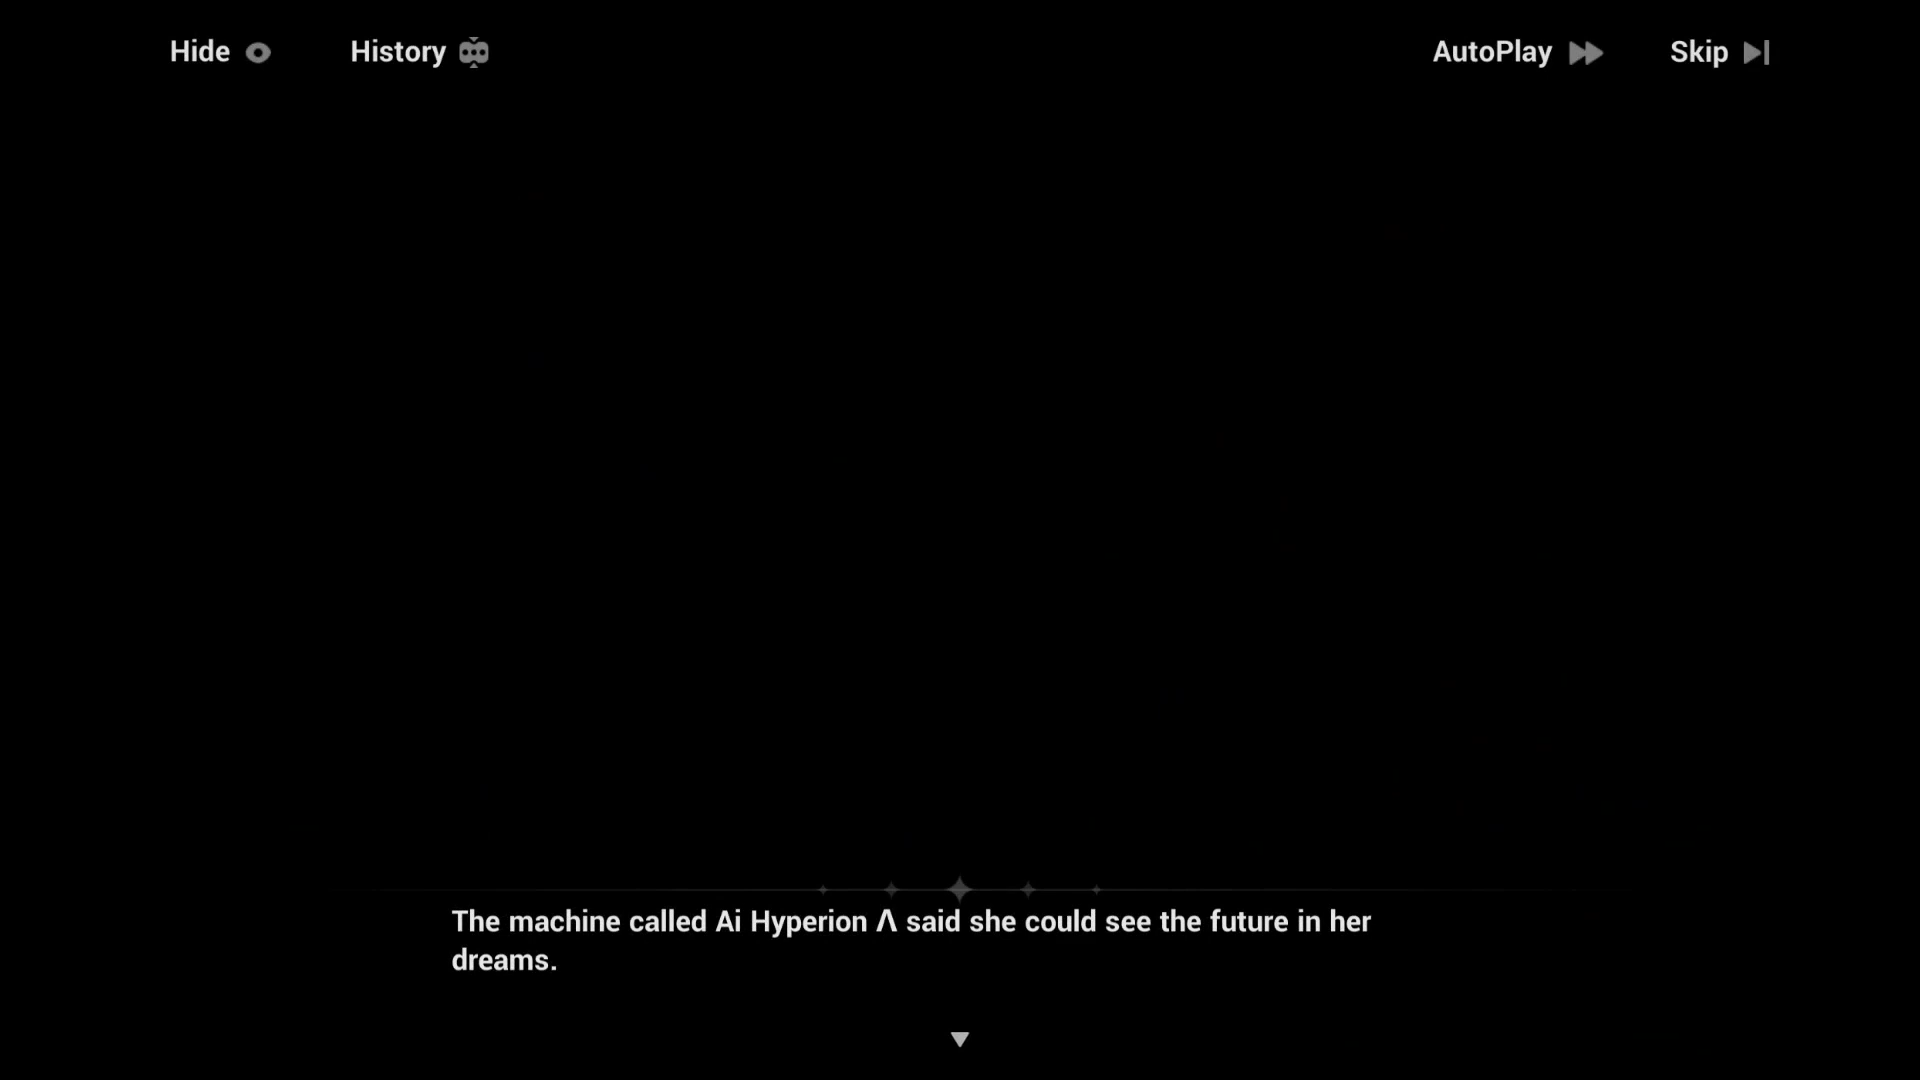 Hide
History
AutoPlay
Skip
The machine called Ai Hyperion Λ said she could see the future in her
dreams.